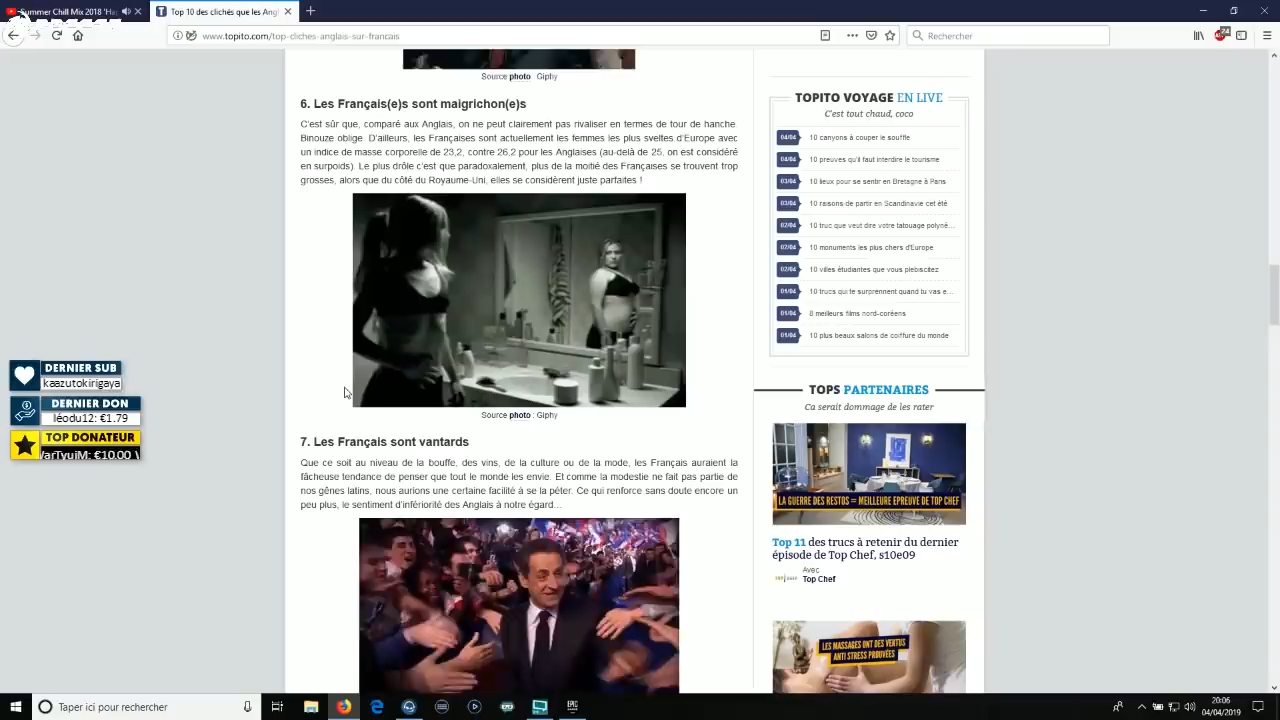 Summer Chill Mix 2018 'Hap
Top 10 des clichés que les Angl
www.topito.com/top-cliches-anglais-sur-francais
Rechercher
24
Source photo : Giphy
6. Les Français(e)s sont maigrichon(e)s
C'est sûr que, comparé aux Anglais, on ne peut clairement pas rivaliser en termes de tour de hanche.
Binouze oblige. D'ailleurs, les Françaises sont actuellement les femmes les plus sveltes d'Europe avec
un indice de masse corporelle de 23,2, contre 26,2 pour les Anglaises (au-delà de 25, on est considéré
en surpoids). Le plus drôle c'est que paradoxalement, plus de la moitié des Françaises se trouvent trop
grosses, alors que du côté du Royaume-Uni, elles se considèrent juste parfaites !
Source photo : Giphy
7. Les Français sont vantards
Que ce soit au niveau de la bouffe, des vins, de la culture ou de la mode, les Français auraient la
fâcheuse tendance de penser que tout le monde les envie. Et comme la modestie ne fait pas partie de
nos gênes latins, nous aurions une certaine facilité à se la péter. Ce qui renforce sans doute encore un
peu plus, le sentiment d'infériorité des Anglais à notre égard...
TOPITO VOYAGE EN LIVE
C'est tout chaud, coco
04/04 10 canyons à couper le souffle
04/04 10 preuves qu'il faut interdire le tourisme
03/04 10 lieux pour se sentir en Bretagne à Paris
03/04 10 raisons de partir en Scandinavie cet été
02/04 10 truc que veut dire votre tatouage polyné...
02/04 10 monuments les plus chers d'Europe
02/04 10 villes étudiantes que vous plebiscitez
01/04 10 trucs qui te surprennent quand tu vas e...
01/04 8 meilleurs films nord-coréens
01/04 10 plus beaux salons de coiffure du monde
TOPS PARTENAIRES
Ca serait dommage de les rater
LA GUERRE DES RESTOS = MEILLEURE EPREUVE DE TOP CHEF
Top 11 des trucs à retenir du dernier
épisode de Top Chef, s10e09
Avec
Top Chef
LES MASSAGES ONT DES VERTUS
ANTI STRESS PROUVÉES
DERNIER SUB
kaazutokirigaya
DERNIER DON
léodu12: €1.79
TOP DONATEUR
/arTyuiM: €10.00
Taper ici pour rechercher
EPIC
20:06
04/04/2019